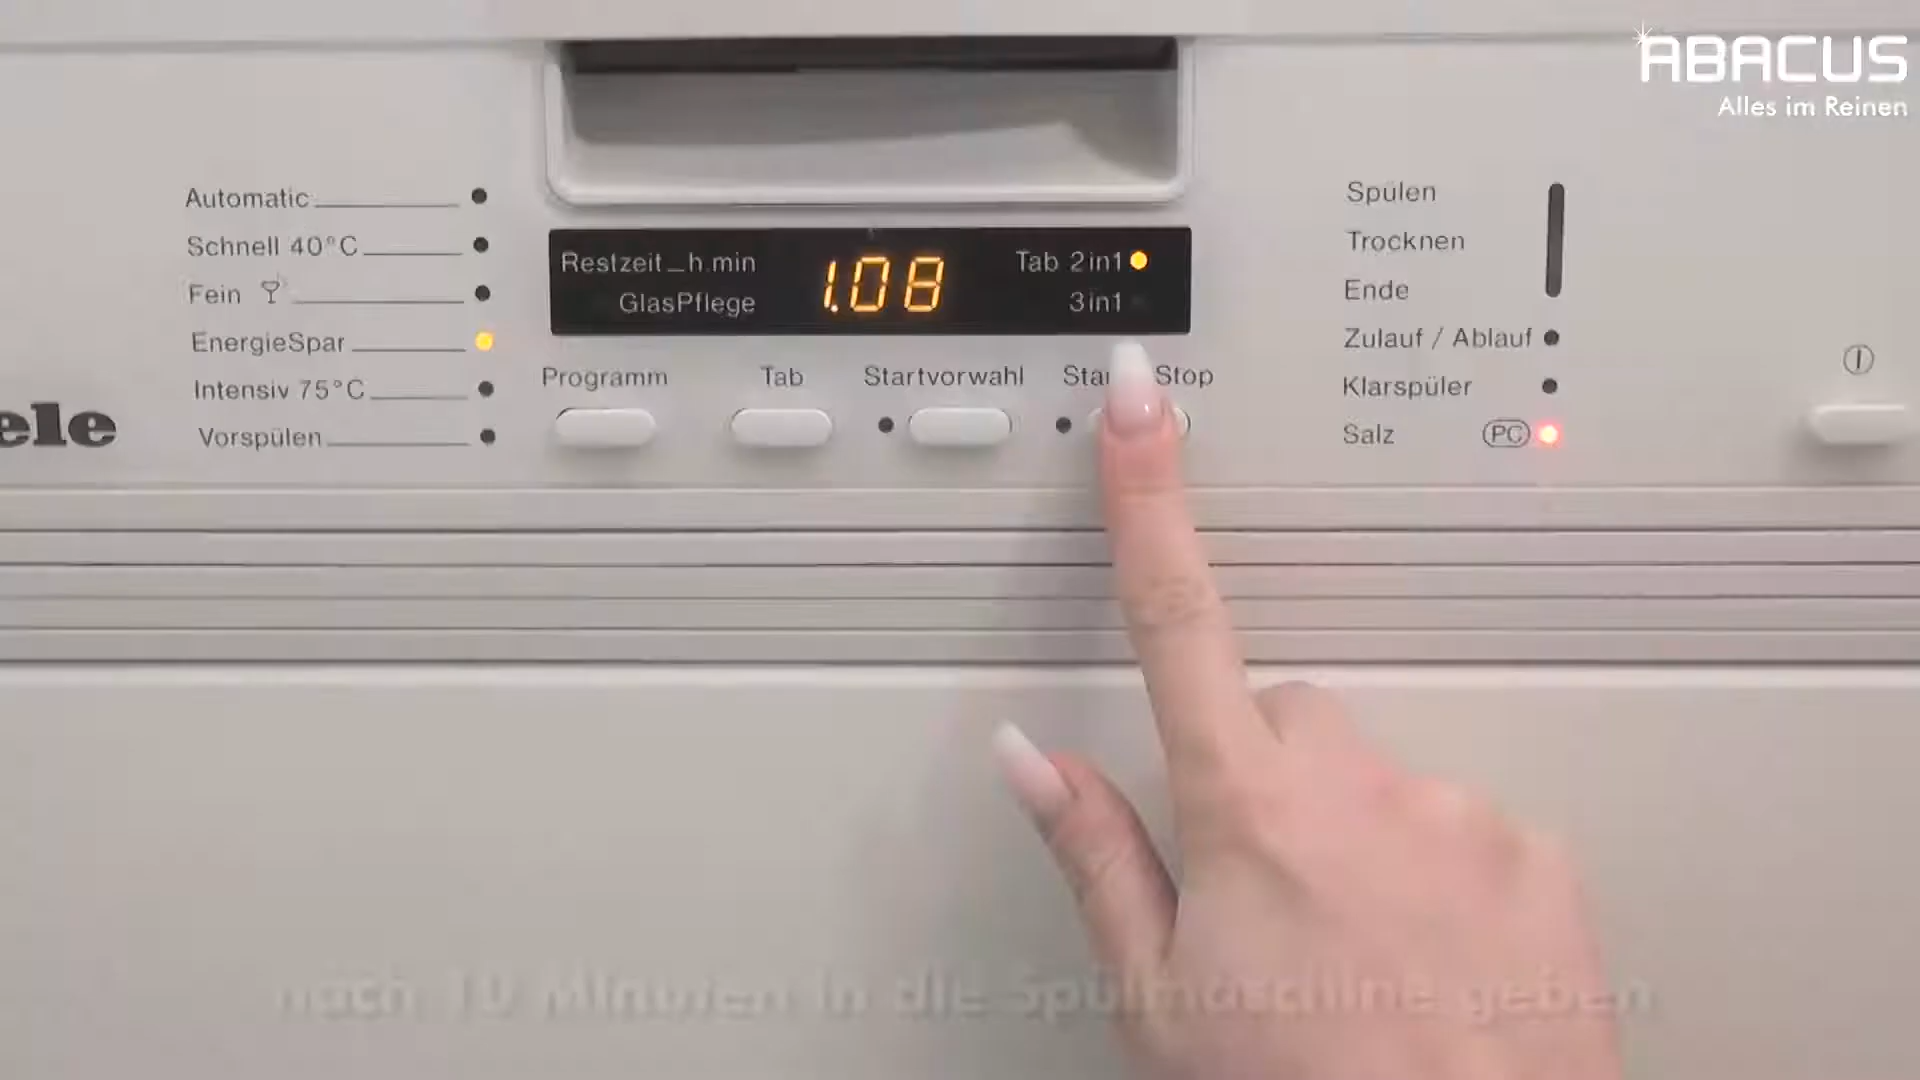 ABACUS
Alles im Reinen
Automatic
Schnell 40°C
Fein
EnergieSpar
Intensiv 75°C
Vorspülen
Restzeit h.min
GlasPflege
1.08
Tab 2in1
3in1
Programm
Tab
Startvorwahl
Stop
Spülen
Trocknen
Ende
Zulauf / Ablauf
Klarspüler
Salz PC
nach 10 Minuten in die Spülmaschine geben